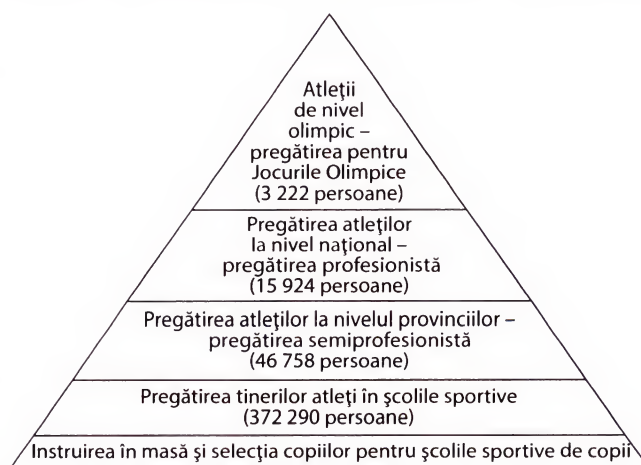 Atleţii
de nivel
olimpic –
pregătirea pentru
Jocurile Olimpice
(3 222 persoane)
Pregătirea atleţilor
la nivel naţional –
pregătirea profesionistă
(15 924 persoane)
Pregătirea atleţilor la nivelul provinciilor –
pregătirea semiprofesionistă
(46 758 persoane)
Pregătirea tinerilor atleţi în şcolile sportive
(372 290 persoane)
Instruirea în masă şi selecţia copiilor pentru şcolile sportive de copii